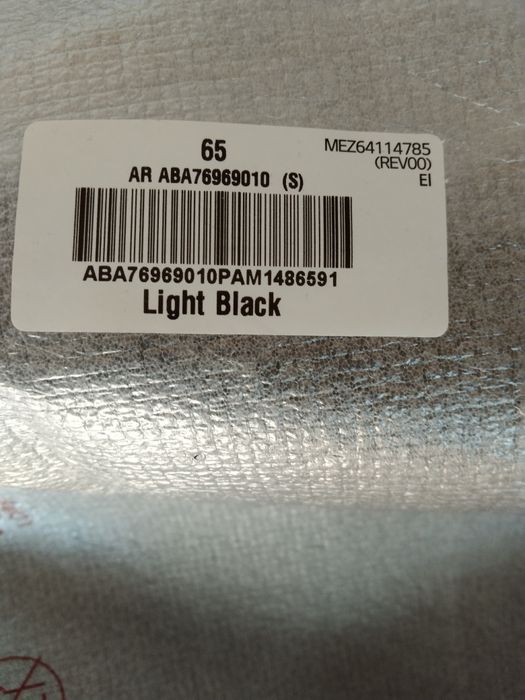 65
MEZ64114785
(REV00)
AR ABA76969010 (S)
EI
ABA76969010PAM1486591
Light Black